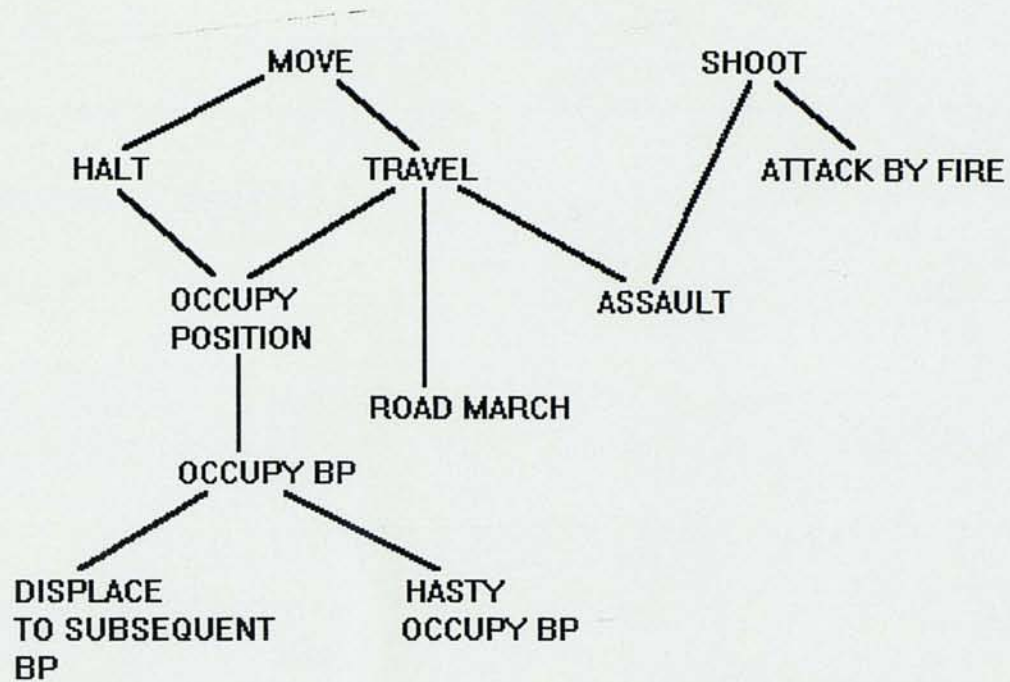 MOVE
SHOOT
HALT
TRAVEL
ATTACK BY FIRE
OCCUPY
POSITION
ASSAULT
ROAD MARCH
OCCUPY BP
DISPLACE
TO SUBSEQUENT
BP
HASTY
OCCUPY BP